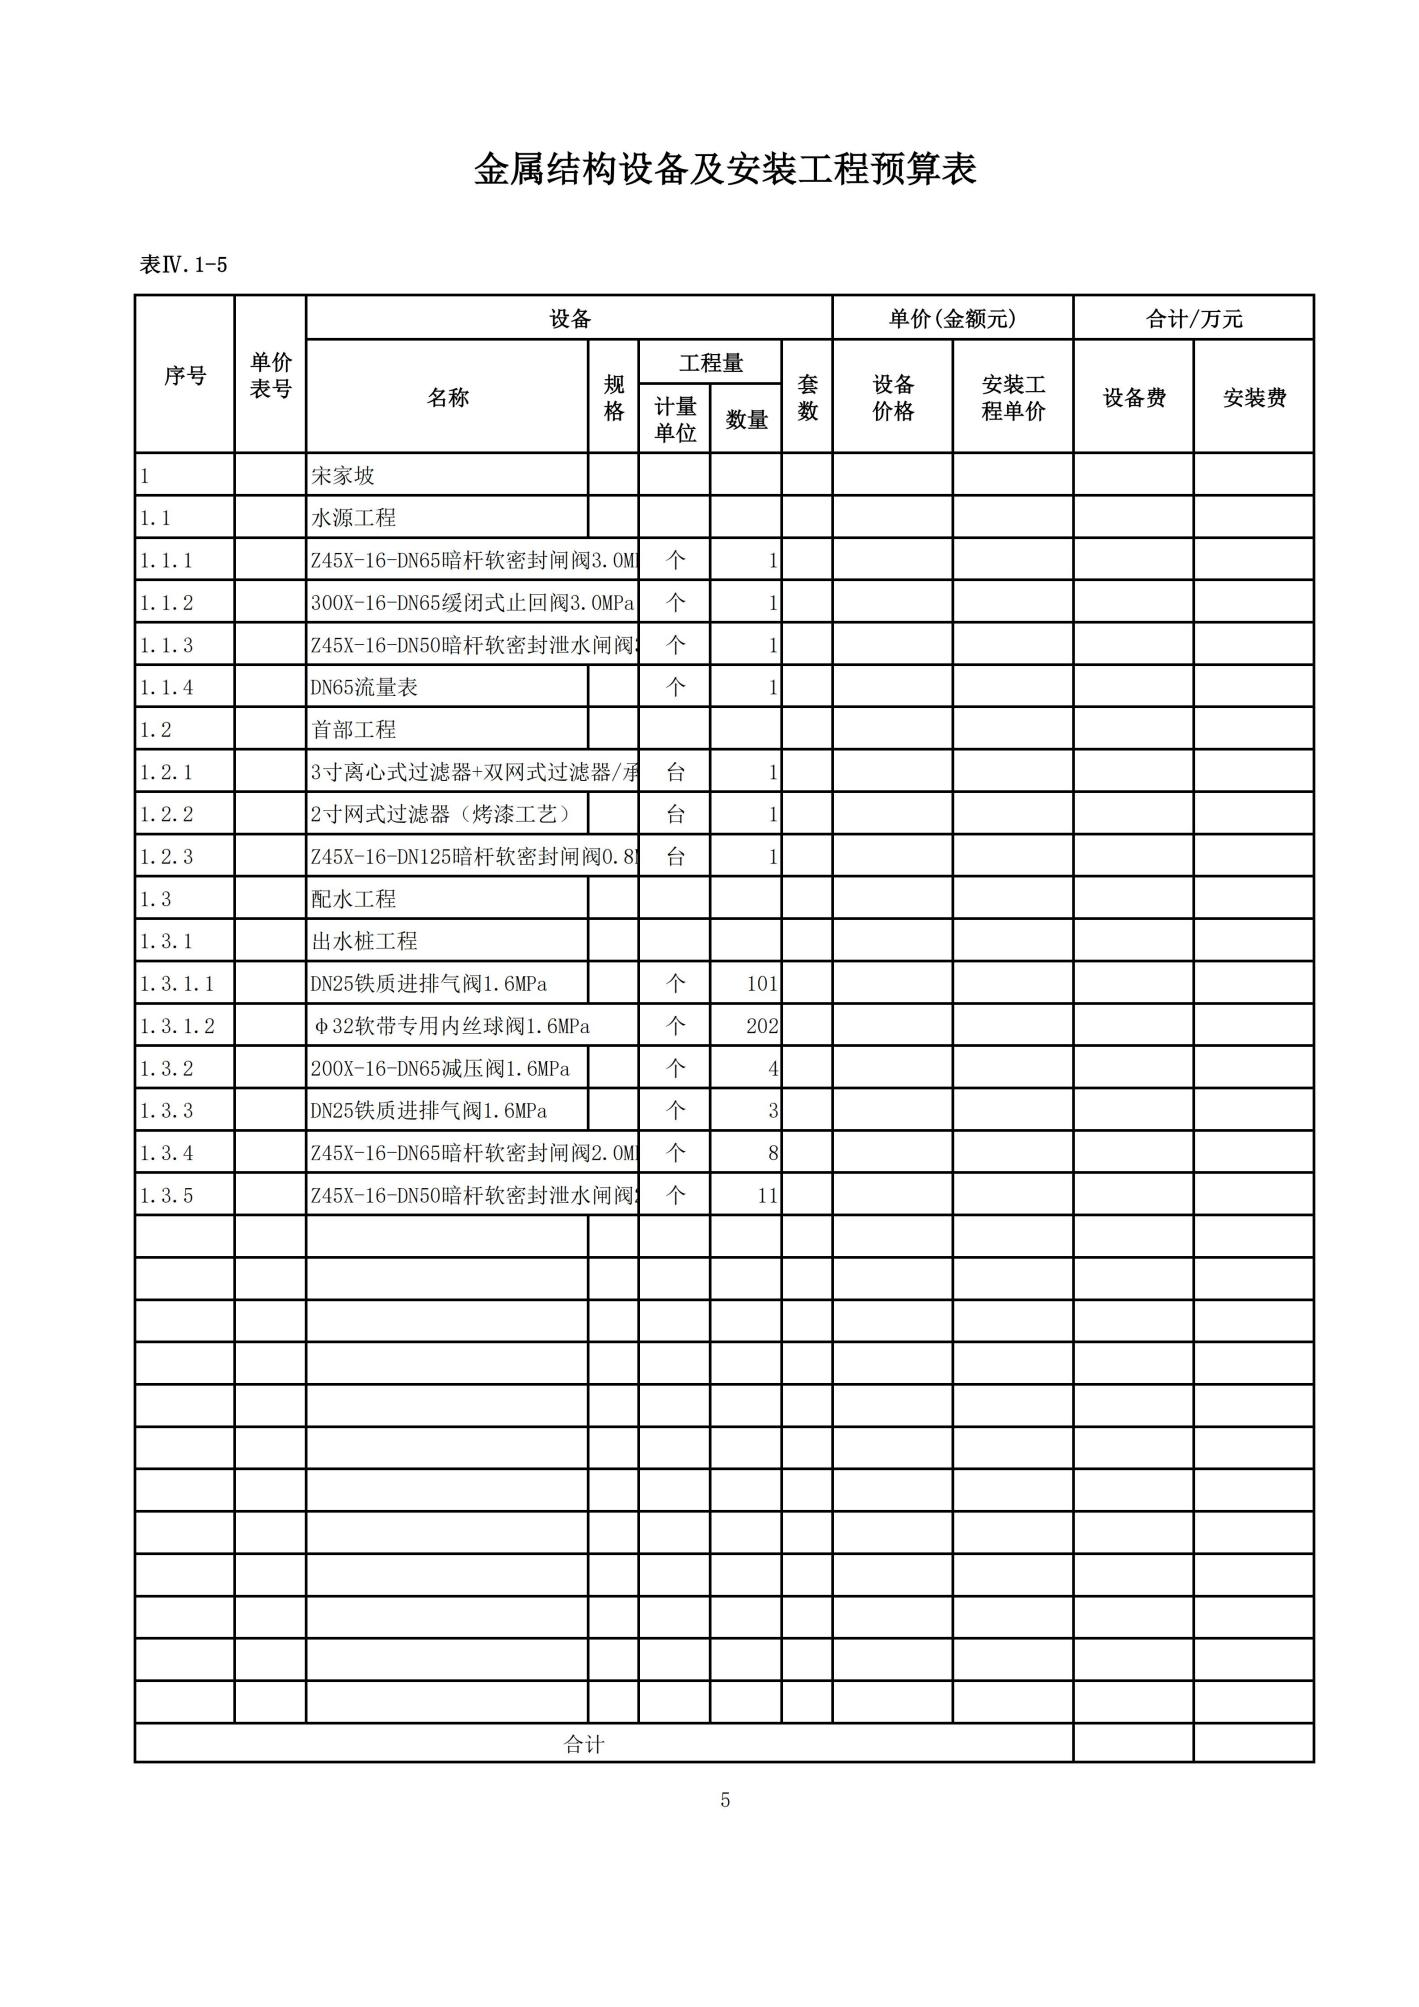 金属结构设备及安装工程预算表
表Ⅳ.1-5
序号 单价表号 设备 单价(金额元) 合计/万元
名称 规格 工程量 套数 设备价格 安装工程单价 设备费 安装费
计量单位 数量
1 宋家坡
1.1 水源工程
1.1.1 Z45X-16-DN65暗杆软密封闸阀3.0M 个 1
1.1.2 300X-16-DN65缓闭式止回阀3.0MPa 个 1
1.1.3 Z45X-16-DN50暗杆软密封泄水闸阀 个 1
1.1.4 DN65流量表 个 1
1.2 首部工程
1.2.1 3寸离心式过滤器+双网式过滤器/承 台 1
1.2.2 2寸网式过滤器（烤漆工艺） 台 1
1.2.3 Z45X-16-DN125暗杆软密封闸阀0.8 台 1
1.3 配水工程
1.3.1 出水桩工程
1.3.1.1 DN25铁质进排气阀1.6MPa 个 101
1.3.1.2 φ32软带专用内丝球阀1.6MPa 个 202
1.3.2 200X-16-DN65减压阀1.6MPa 个 4
1.3.3 DN25铁质进排气阀1.6MPa 个 3
1.3.4 Z45X-16-DN65暗杆软密封闸阀2.0M 个 8
1.3.5 Z45X-16-DN50暗杆软密封泄水闸阀 个 11
合计
5